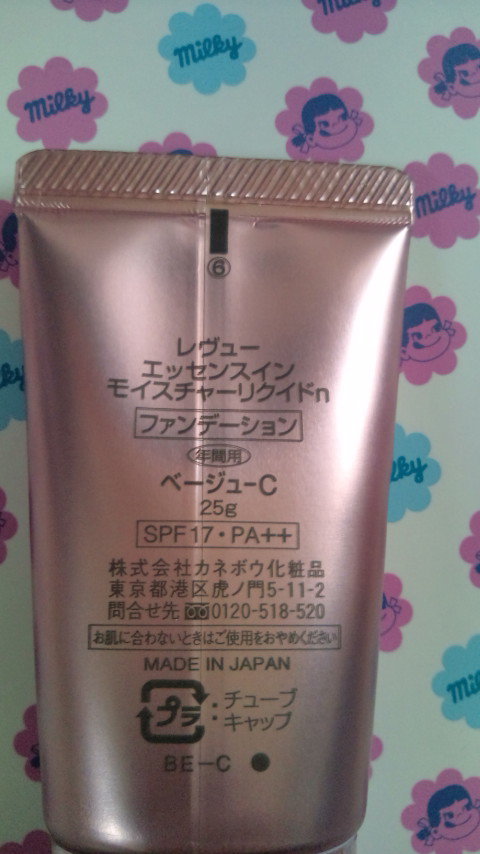 Milky
Milky
Milky
Milky
Milky
Milky
⑥
レヴュー
エッセンスイン
モイスチャーリクイドn
ファンデーション
年間用
ベージュ-C
25g
SPF17・PA++
株式会社カネボウ化粧品
東京都港区虎ノ門5-11-2
問合せ先 0120-518-520
お肌に合わないときはご使用をおやめください
MADE IN JAPAN
プラ
:チューブ
:キャップ
BE-C ●